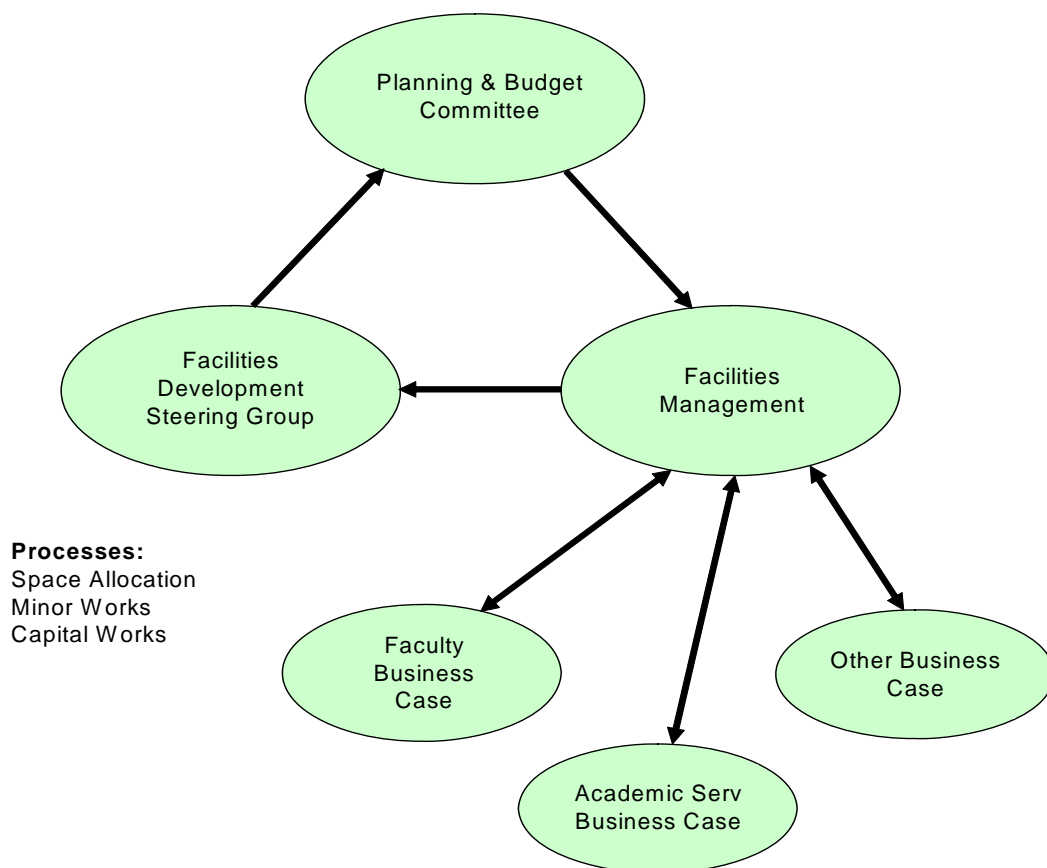 Planning & Budget
Committee
Facilities
Development
Steering Group
Facilities
Management
Processes:
Space Allocation
Minor Works
Capital Works
Faculty
Business
Case
Other Business
Case
Academic Serv
Business Case